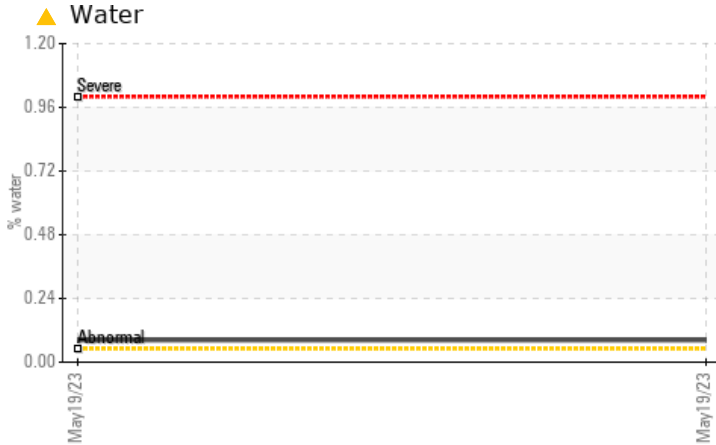 Water
1.20
Severe
0.96
0.72
% water
0.48
0.24
Abnormal
0.00
May19/23
May19/23